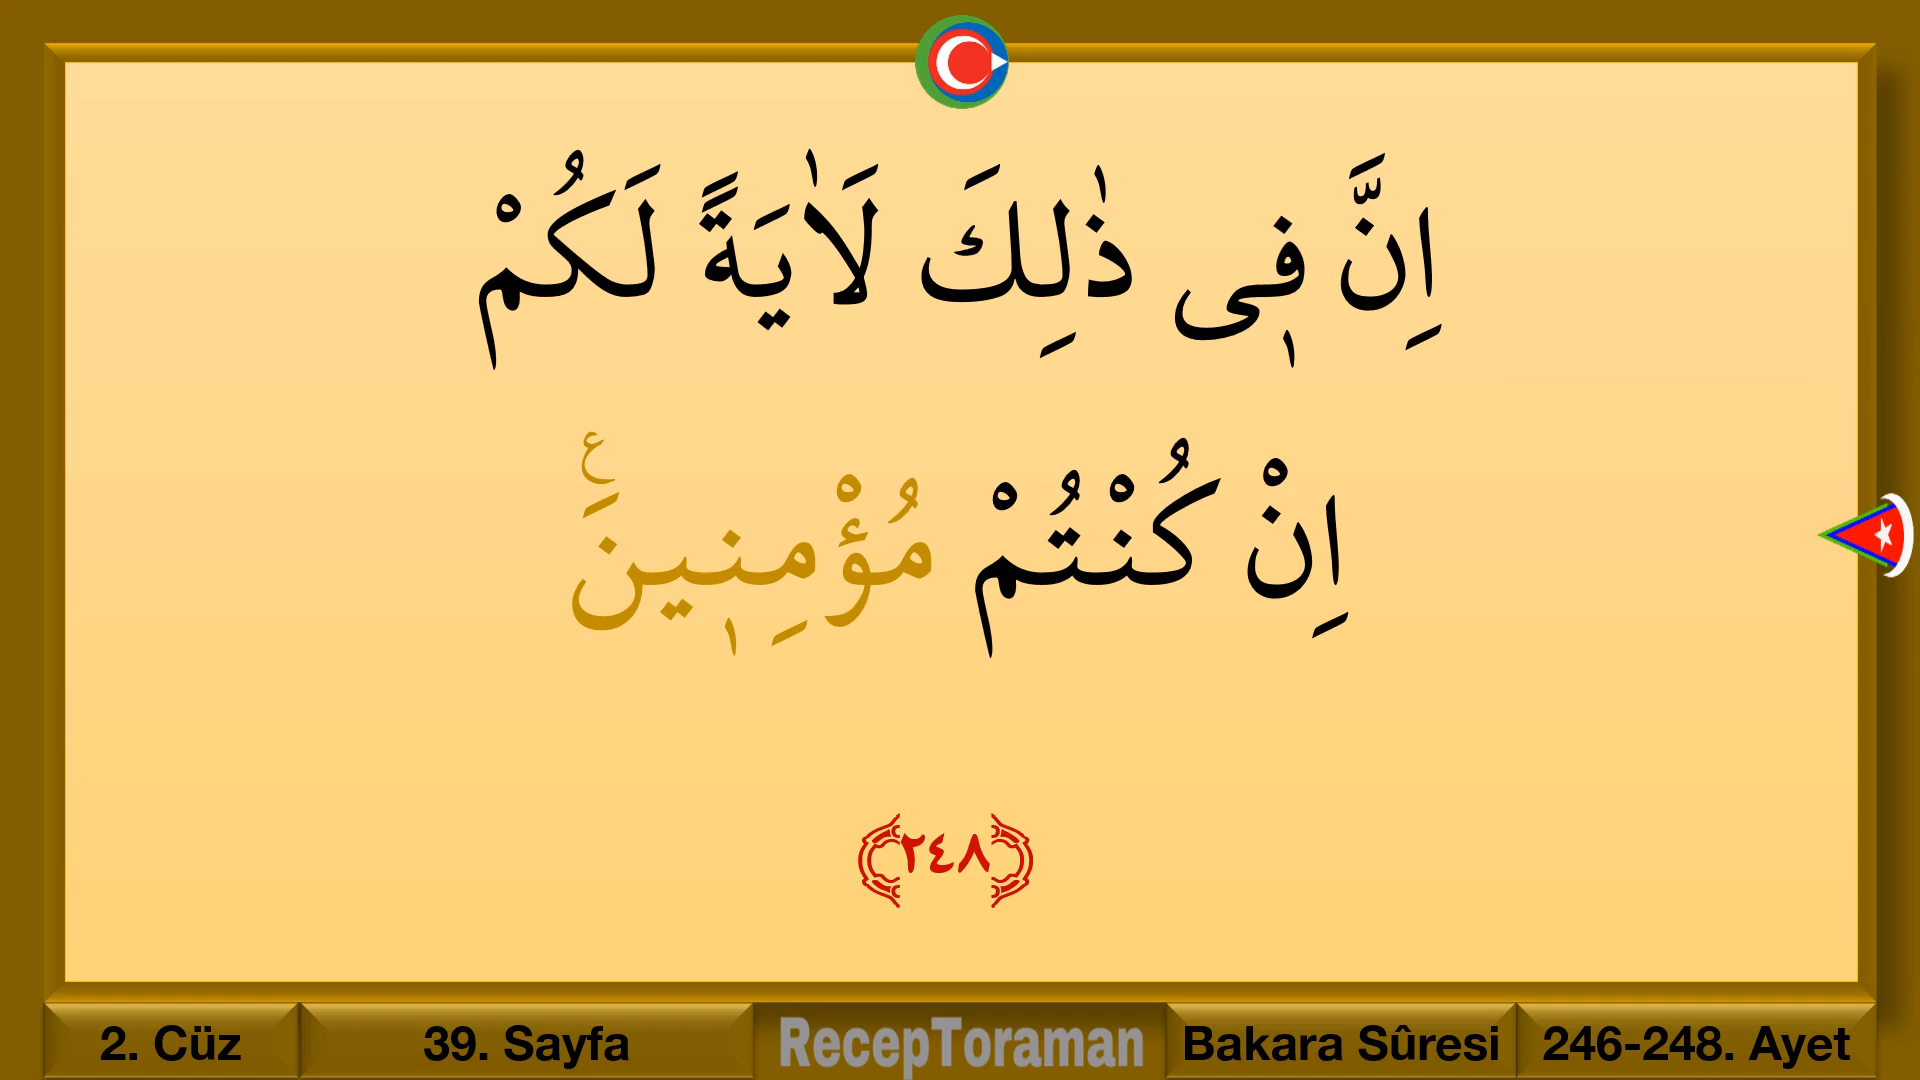 اِنَّ فٖى ذٰلِكَ لَاٰيَةً لَكُمْ
اِنْ كُنْتُمْ مُؤْمِنٖينَࣖ
﴿٢٤٨﴾
2. Cüz 39. Sayfa RecepToraman Bakara Sûresi 246-248. Ayet